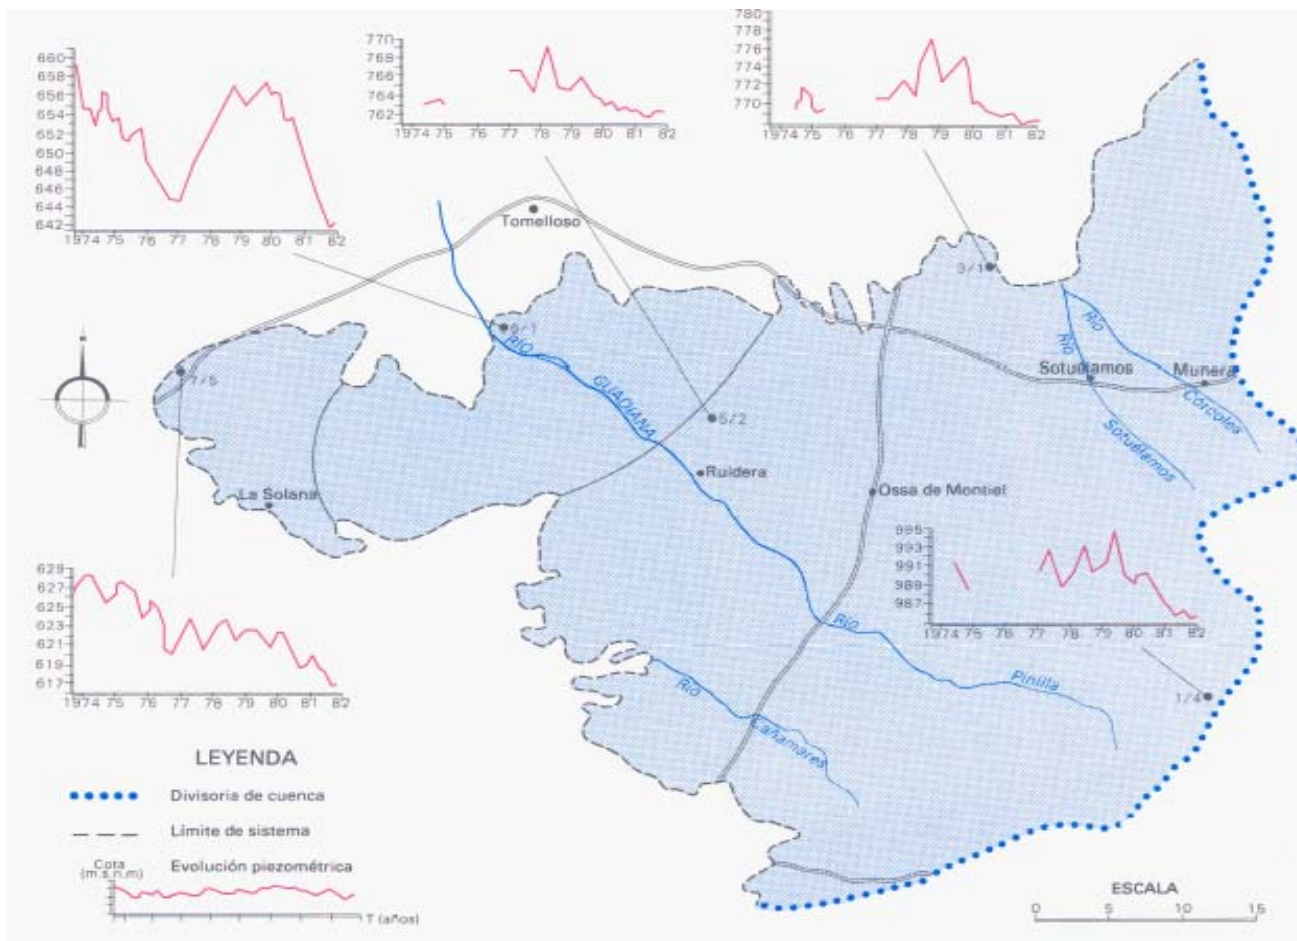 660
658
656
654
652
650
648
646
644
642
1974 75 76 77 78 79 80 81 82
770
768
766
764
762
1974 75 76 77 78 79 80 81 82
780
778
776
774
772
770
1974 75 76 77 78 79 80 81 82
Tomelloso
3/1
RÍO
GUADIANA
7/5
5/2
Río
Río
Sotuélamos
Munera
Córcoles
Sotuélamos
Ruidera
La Solana
Ossa de Montiel
995
993
991
989
987
1974 75 76 77 78 79 80 81 82
629
627
625
623
621
619
617
1974 75 76 77 78 79 80 81 82
Río
Pinilla
1/4
Río
Cañamares
LEYENDA
Divisoria de cuenca
Límite de sistema
Evolución piezométrica
Cota
(m.s.n.m)
T (años)
ESCALA
0 5 10 15